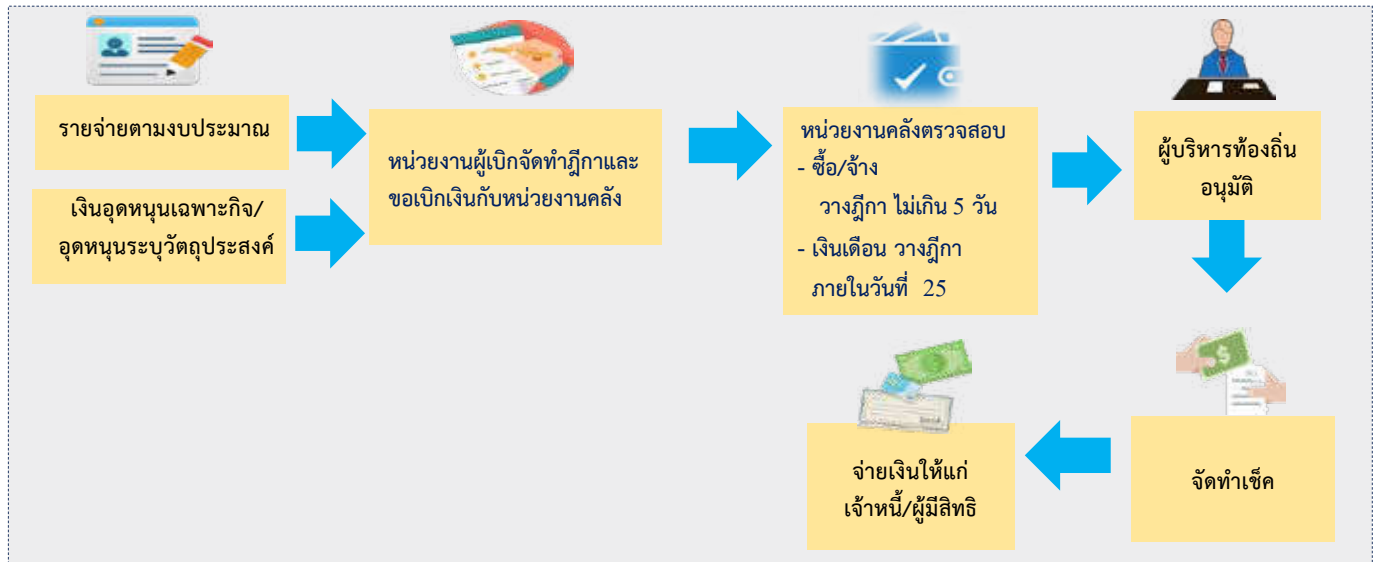 รายจ่ายตามงบประมาณ
เงินอุดหนุนเฉพาะกิจ/
อุดหนุนระบุวัตถุประสงค์
หน่วยงานผู้เบิกจัดทำฎีกาและ
ขอเบิกเงินกับหน่วยงานคลัง
หน่วยงานคลังตรวจสอบ
- ซื้อ/จ้าง
วางฎีกา ไม่เกิน 5 วัน
- เงินเดือน วางฎีกา
ภายในวันที่ 25
ผู้บริหารท้องถิ่น
อนุมัติ
จัดทำเช็ค
จ่ายเงินให้แก่
เจ้าหนี้/ผู้มีสิทธิ